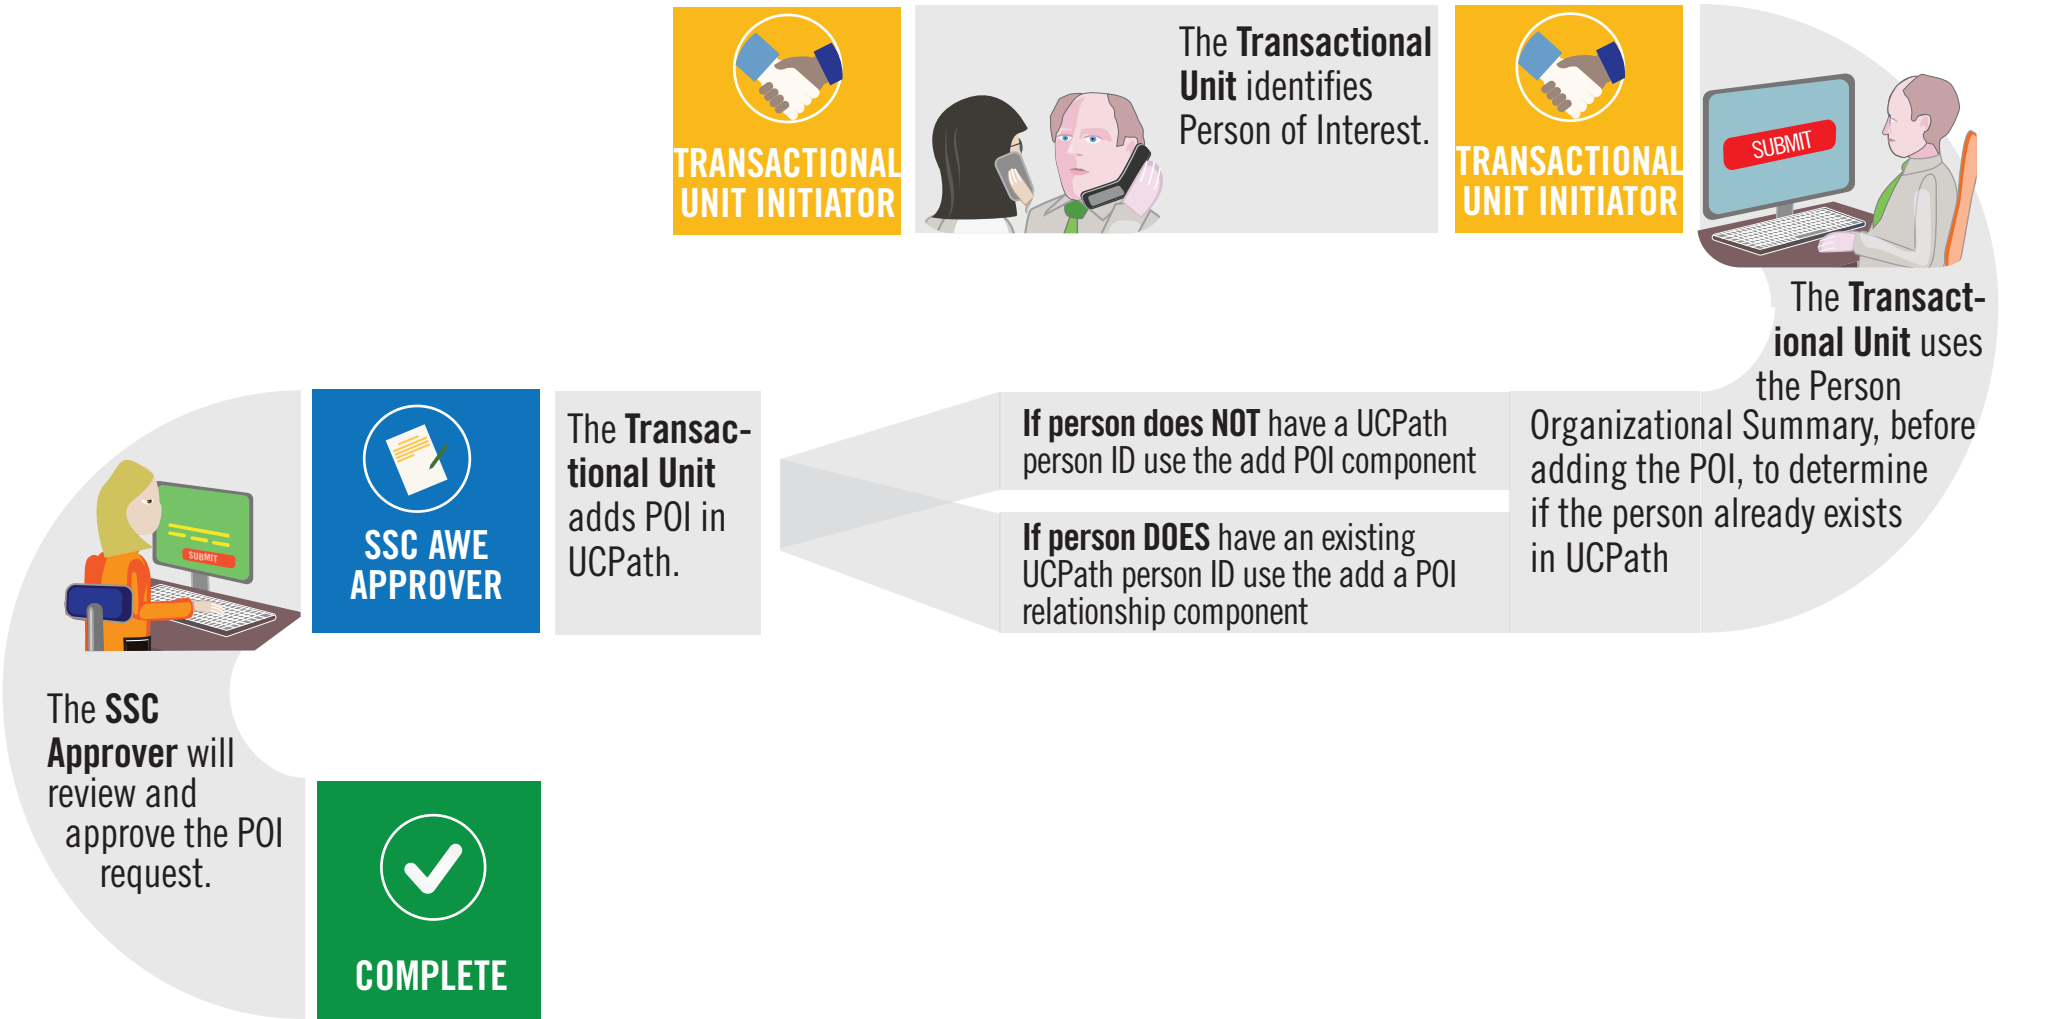 TRANSACTIONAL
UNIT INITIATOR
The Transactional
Unit identifies
Person of Interest.
TRANSACTIONAL
UNIT INITIATOR
SUBMIT
The Transact-
ional Unit uses
the Person
Organizational Summary, before
adding the POI, to determine
if the person already exists
in UCPath
If person does NOT have a UCPath
person ID use the add POI component
If person DOES have an existing
UCPath person ID use the add a POI
relationship component
The Transac-
tional Unit
adds POI in
UCPath.
SSC AWE
APPROVER
SUBMIT
The SSC
Approver will
review and
approve the POI
request.
COMPLETE